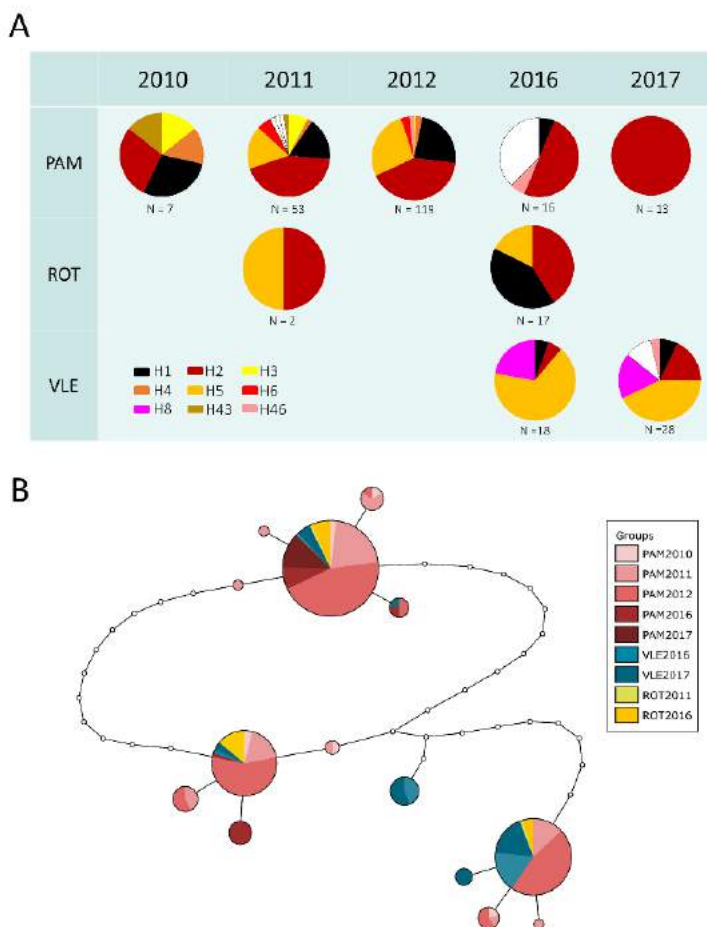 A
2010 2011 2012 2016 2017
PAM
N = 7 N = 53 N = 119 N = 16 N = 13
ROT
N = 2 N = 17
VLE
H1 H2 H3
H4 H5 H6
H8 H43 H46
N =18 N =28
B
Groups
PAM2010
PAM2011
PAM2012
PAM2016
PAM2017
VLE2016
VLE2017
ROT2011
ROT2016